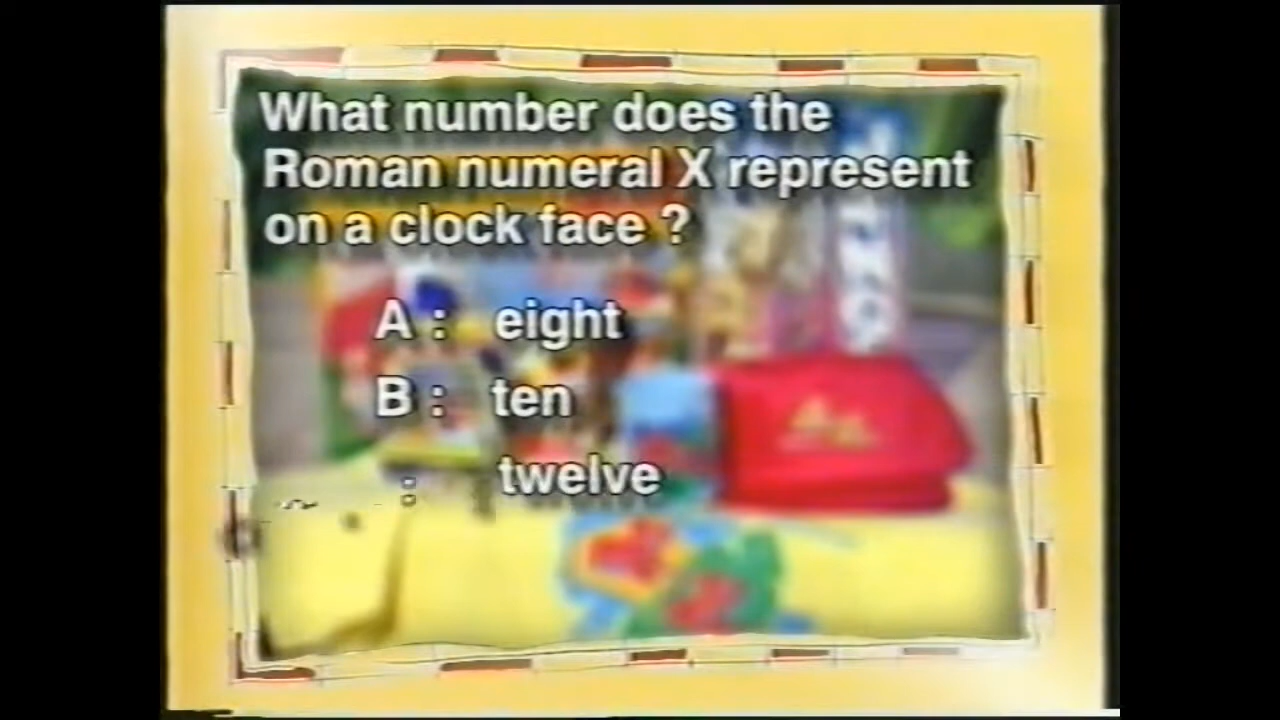 What number does the
Roman numeral X represent
on a clock face ?
A : eight
B : ten
: twelve